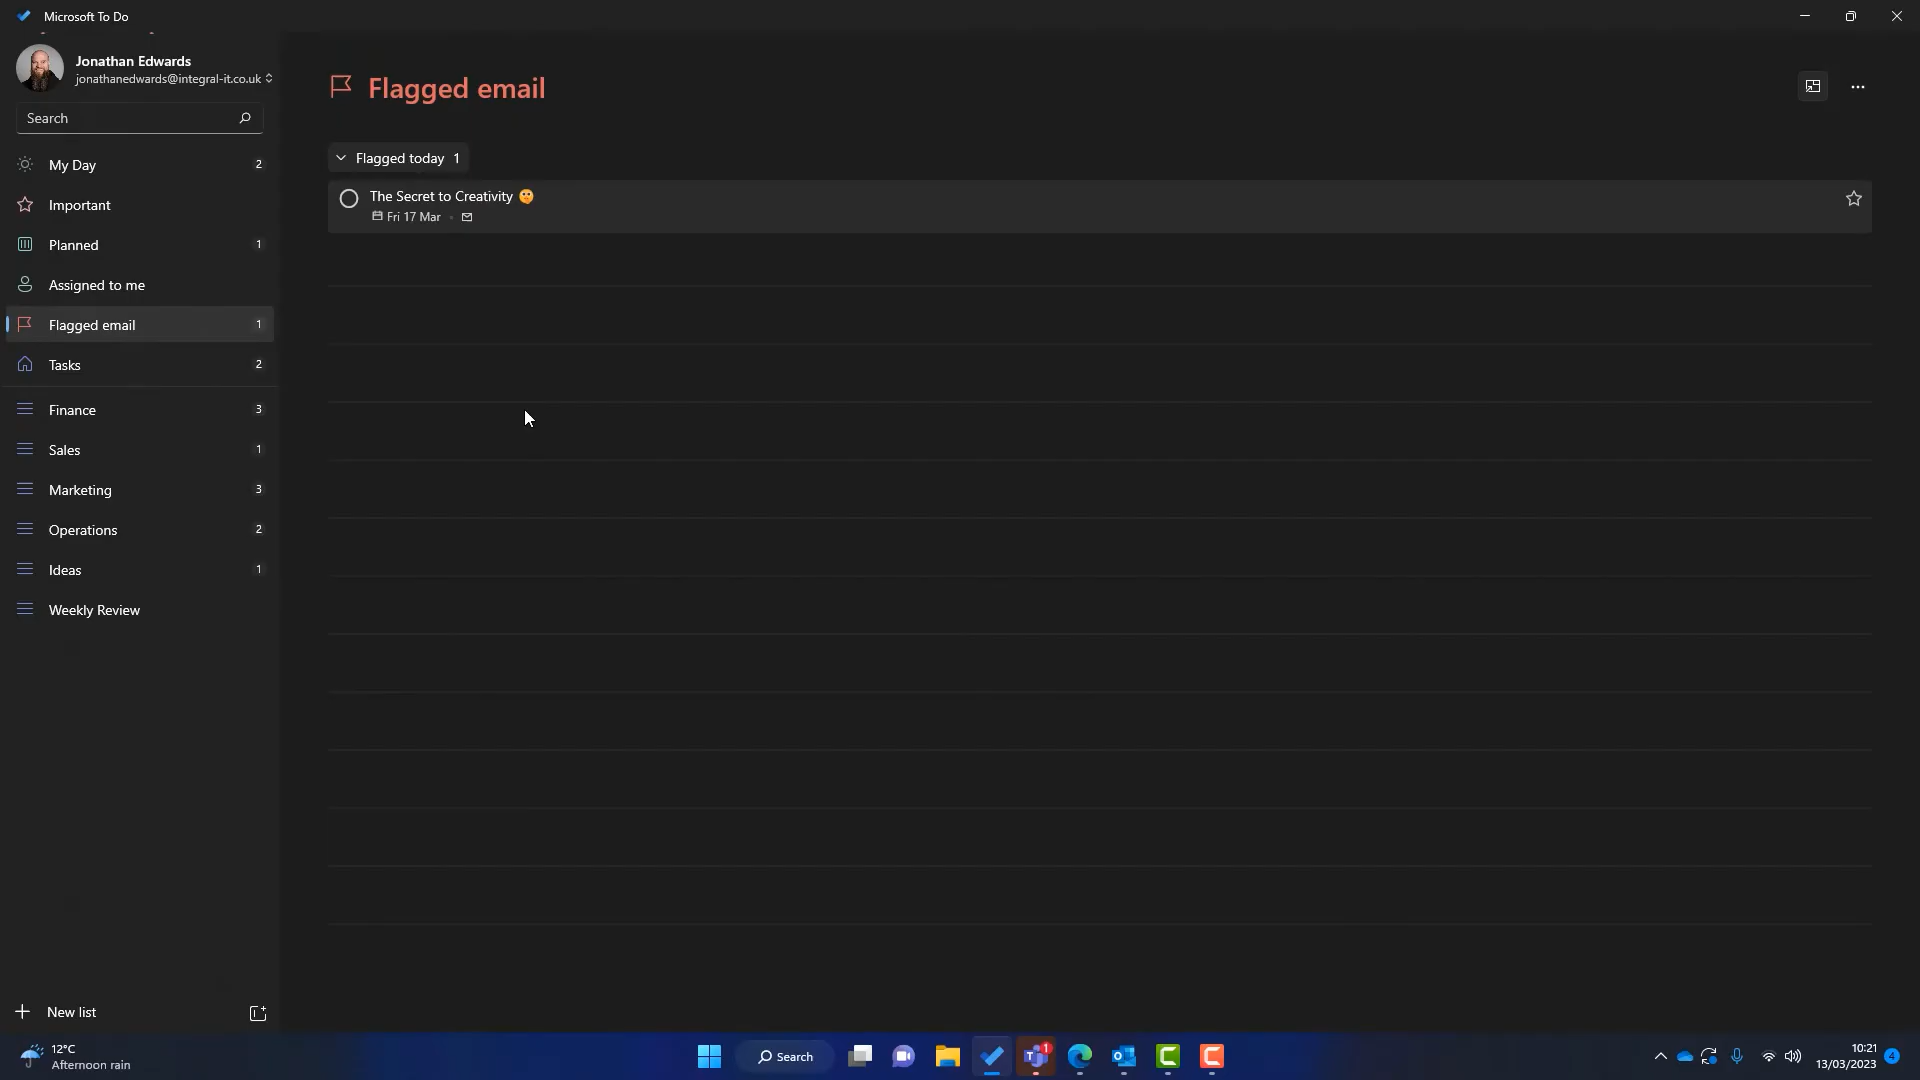 Microsoft To Do
Jonathan Edwards
jonathanedwards@integral-it.co.uk
Search
My Day 2
Important
Planned 1
Assigned to me
Flagged email 1
Tasks 2
Finance 3
Sales 1
Marketing 3
Operations 2
Ideas 1
Weekly Review
New list
Flagged email
Flagged today 1
The Secret to Creativity 🤫
Fri 17 Mar
12°C
Afternoon rain
Search
1
10:21
13/03/2023
4